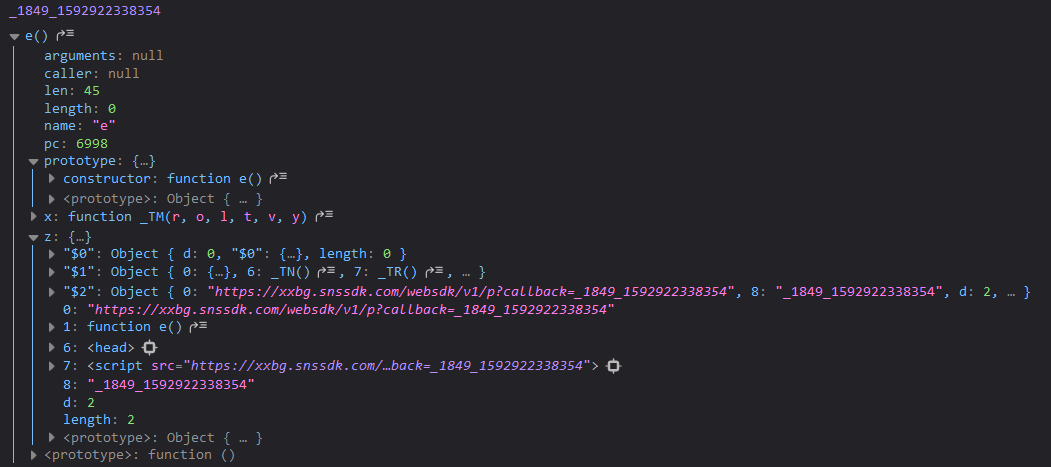 _1849_1592922338354
e()
arguments: null
caller: null
len: 45
length: 0
name: "e"
pc: 6998
prototype: {…}
constructor: function e()
<prototype>: Object { … }
x: function _TM(r, o, l, t, v, y)
z: {…}
"$0": Object { d: 0, "$0": {…}, length: 0 }
"$1": Object { 0: {…}, 6: _TN(), 7: _TR(), … }
"$2": Object { 0: "https://xxbg.snssdk.com/websdk/v1/p?callback=_1849_1592922338354", 8: "_1849_1592922338354", d: 2, … }
0: "https://xxbg.snssdk.com/websdk/v1/p?callback=_1849_1592922338354"
1: function e()
6: <head>
7: <script src="https://xxbg.snssdk.com/…back=_1849_1592922338354">
8: "_1849_1592922338354"
d: 2
length: 2
<prototype>: Object { … }
<prototype>: function ()